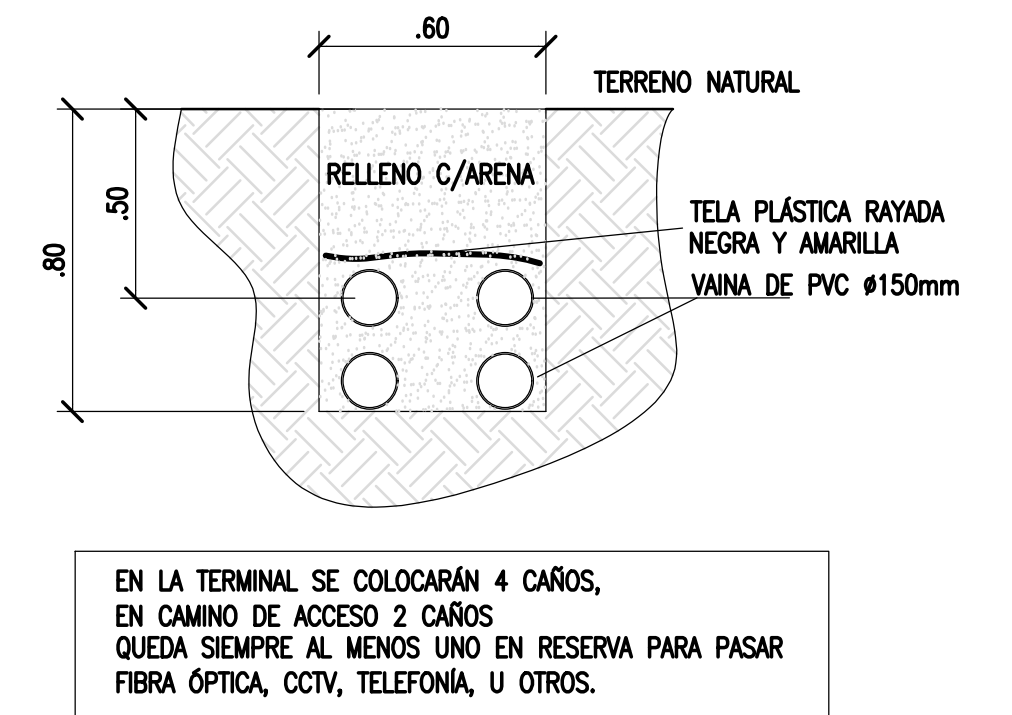 .60
TERRENO NATURAL
RELLENO C/ARENA
.50
.80
TELA PLÁSTICA RAYADA
NEGRA Y AMARILLA
VAINA DE PVC ø150mm
EN LA TERMINAL SE COLOCARÁN 4 CAÑOS,
EN CAMINO DE ACCESO 2 CAÑOS
QUEDA SIEMPRE AL MENOS UNO EN RESERVA PARA PASAR
FIBRA ÓPTICA, CCTV, TELEFONÍA, U OTROS.